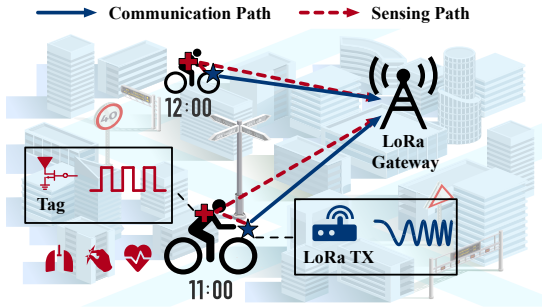 Communication Path
Sensing Path
12:00
40
LoRa
Gateway
Tag
LoRa TX
11:00